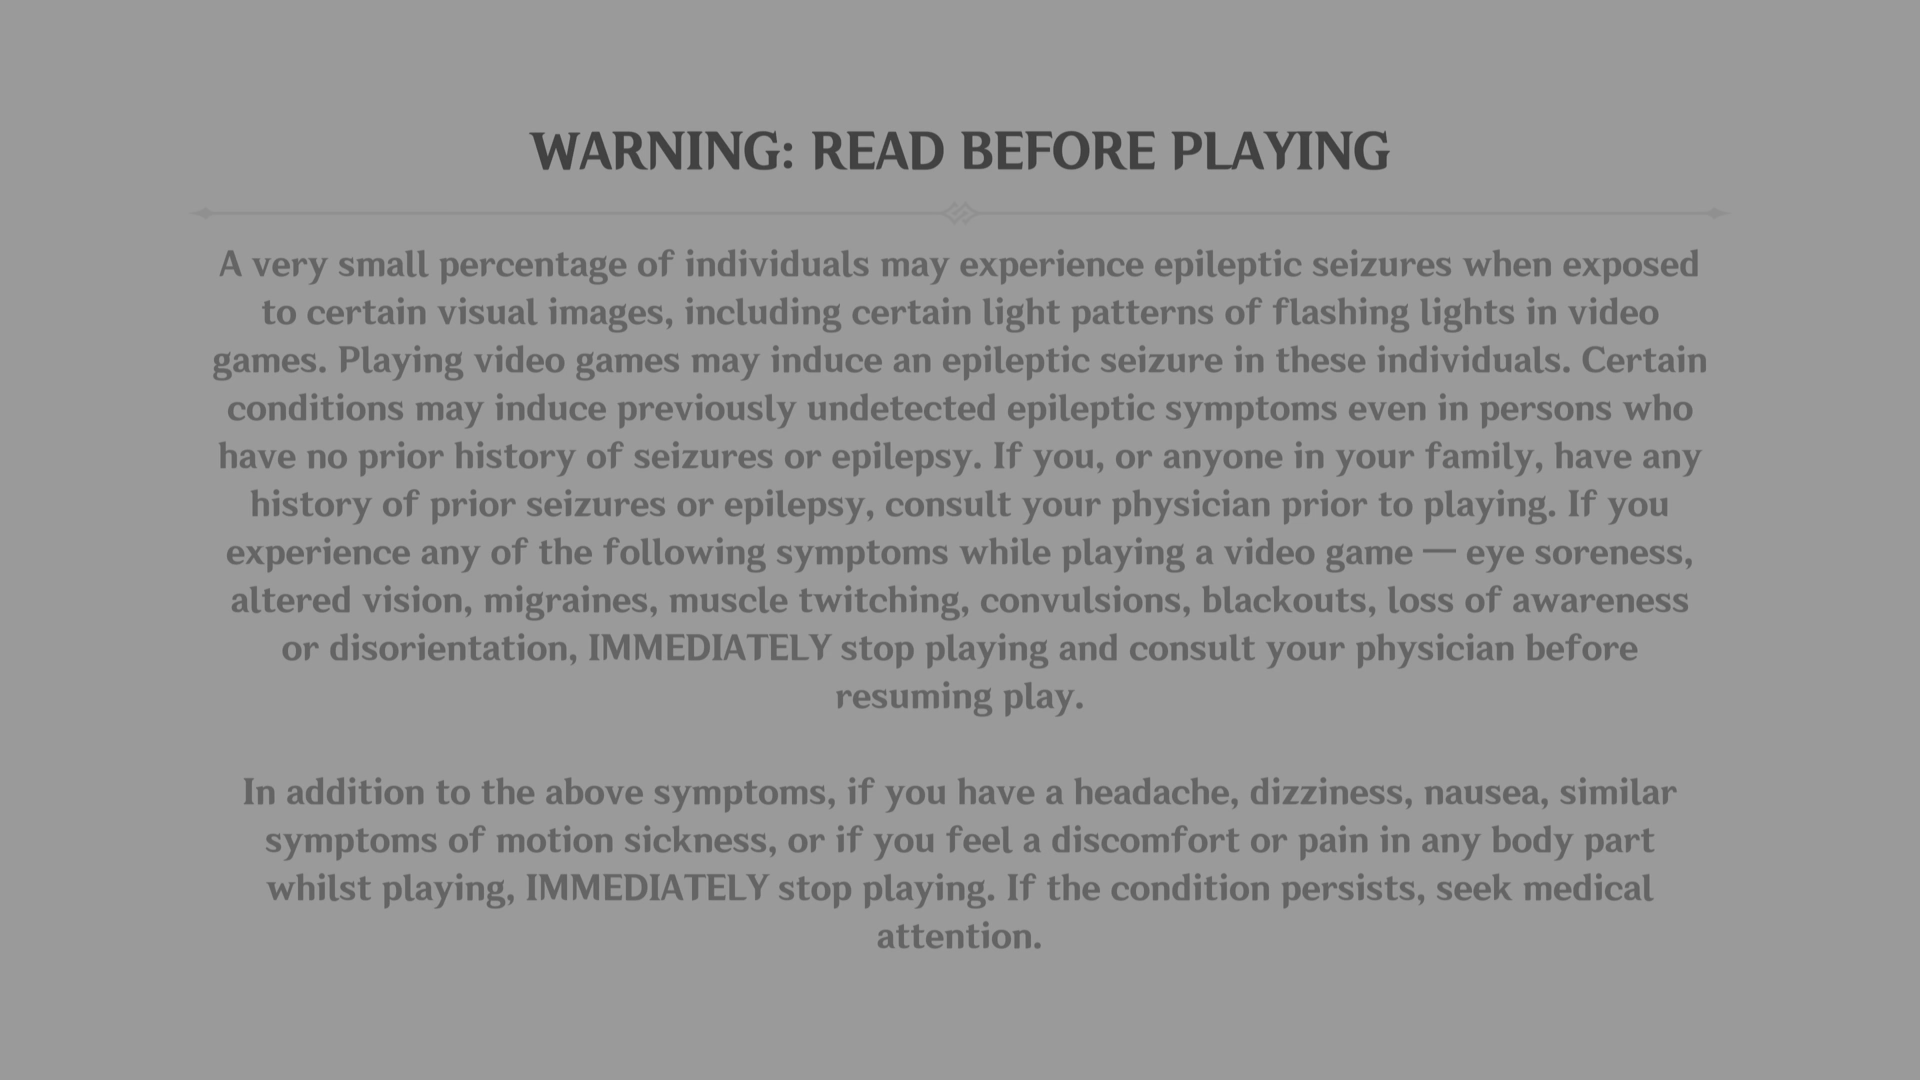 WARNING: READ BEFORE PLAYING
A very small percentage of individuals may experience epileptic seizures when exposed
to certain visual images, including certain light patterns of flashing lights in video
games. Playing video games may induce an epileptic seizure in these individuals. Certain
conditions may induce previously undetected epileptic symptoms even in persons who
have no prior history of seizures or epilepsy. If you, or anyone in your family, have any
history of prior seizures or epilepsy, consult your physician prior to playing. If you
experience any of the following symptoms while playing a video game — eye soreness,
altered vision, migraines, muscle twitching, convulsions, blackouts, loss of awareness
or disorientation, IMMEDIATELY stop playing and consult your physician before
resuming play.
In addition to the above symptoms, if you have a headache, dizziness, nausea, similar
symptoms of motion sickness, or if you feel a discomfort or pain in any body part
whilst playing, IMMEDIATELY stop playing. If the condition persists, seek medical
attention.